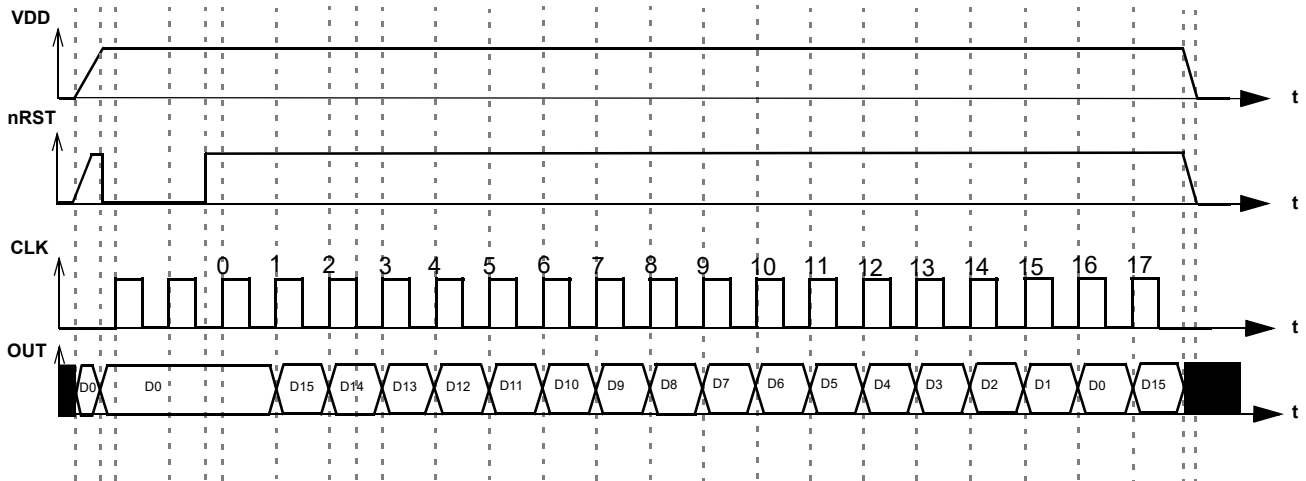 VDD
t
nRST
t
CLK
0 1 2 3 4 5 6 7 8 9 10 11 12 13 14 15 16 17
t
OUT
D0 D0 D15 D14 D13 D12 D11 D10 D9 D8 D7 D6 D5 D4 D3 D2 D1 D0 D15
t